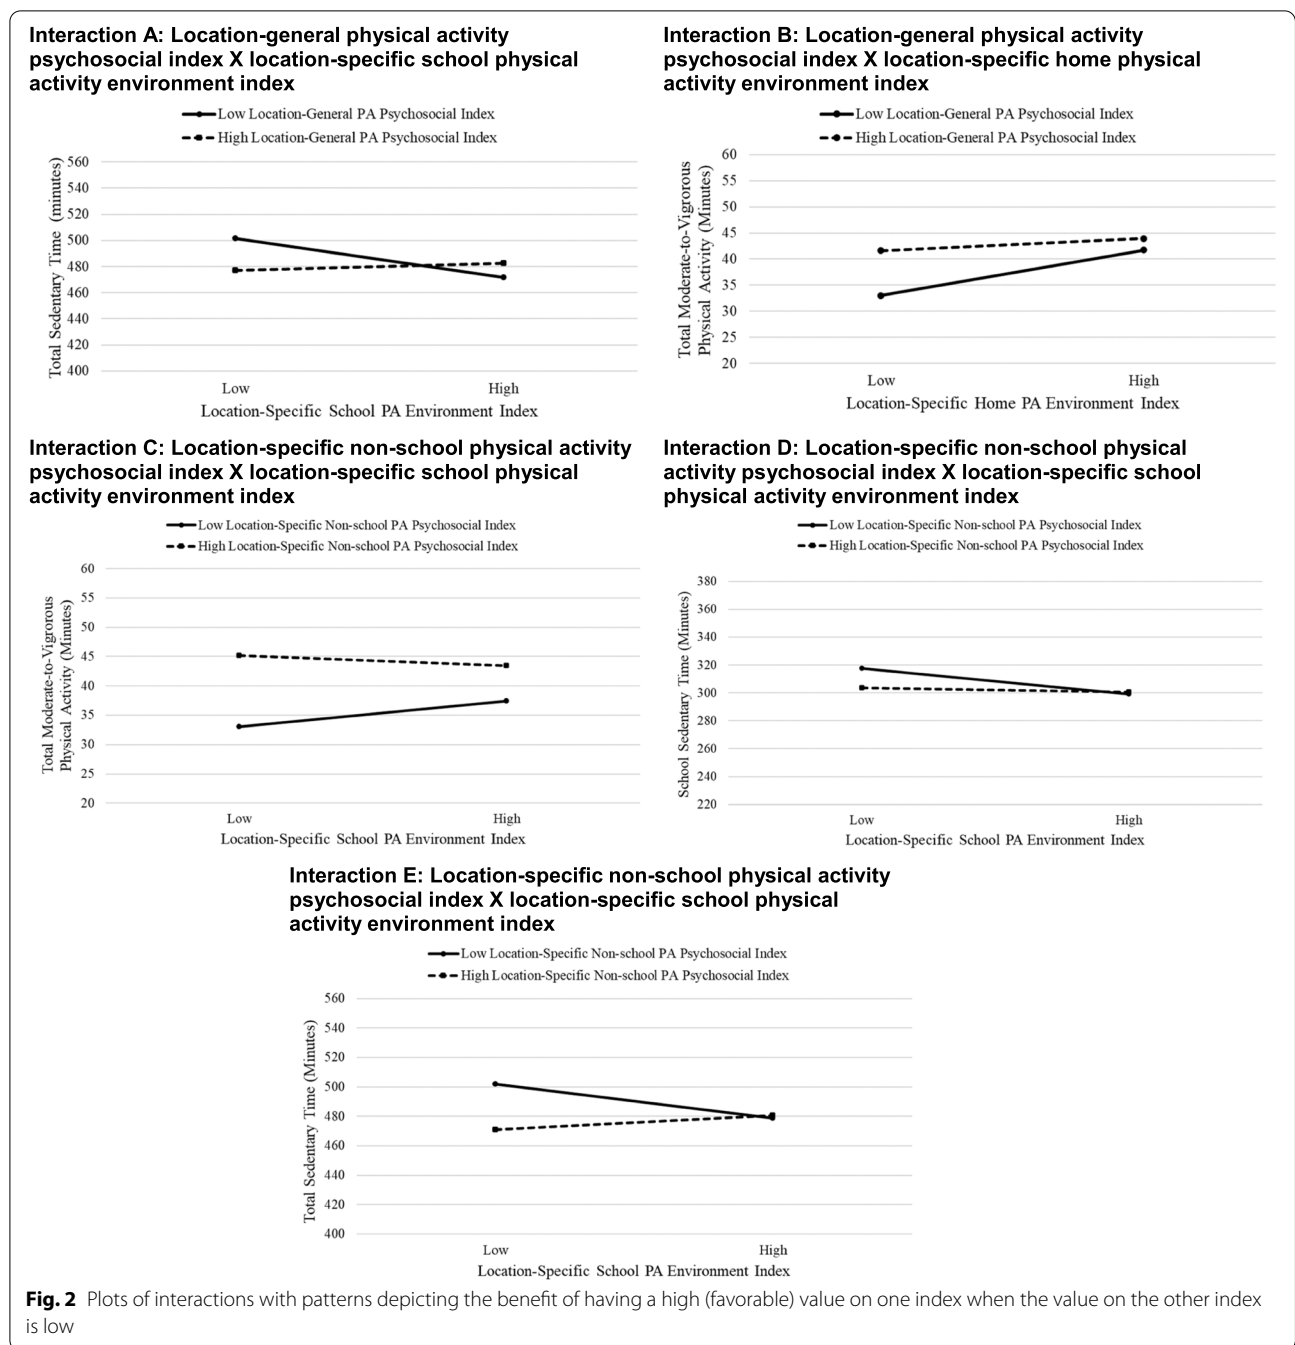 Interaction A: Location-general physical activity
psychosocial index X location-specific school physical
activity environment index
Low Location-General PA Psychosocial Index
High Location-General PA Psychosocial Index
Total Sedentary Time (minutes)
560
540
520
500
480
460
440
420
400
Low
High
Location-Specific School PA Environment Index
Interaction B: Location-general physical activity
psychosocial index X location-specific home physical
activity environment index
Low Location-General PA Psychosocial Index
High Location-General PA Psychosocial Index
Total Moderate-to-Vigrorous
Physical Activity (Minutes)
60
55
50
45
40
35
30
25
20
Low
High
Location-Specific Home PA Environment Index
Interaction C: Location-specific non-school physical activity
psychosocial index X location-specific school physical
activity environment index
Low Location-Specific Non-school PA Psychosocial Index
High Location-Specific Non-school PA Psychosocial Index
Total Moderate-to-Vigrorous
Physical Activity (Minutes)
60
55
50
45
40
35
30
25
20
Low
High
Location-Specific School PA Environment Index
Interaction D: Location-specific non-school physical
activity psychosocial index X location-specific school
physical activity environment index
Low Location-Specific Non-school PA Psychosocial Index
High Location-Specific Non-school PA Psychosocial Index
School Sedentary Time (Minutes)
380
360
340
320
300
280
260
240
220
Low
High
Location-Specific School PA Environment Index
Interaction E: Location-specific non-school physical activity
psychosocial index X location-specific school physical
activity environment index
Low Location-Specific Non-school PA Psychosocial Index
High Location-Specific Non-school PA Psychosocial Index
Total Sedentary Time (Minutes)
560
540
520
500
480
460
440
420
400
Low
High
Location-Specific School PA Environment Index
Fig. 2 Plots of interactions with patterns depicting the benefit of having a high (favorable) value on one index when the value on the other index
is low